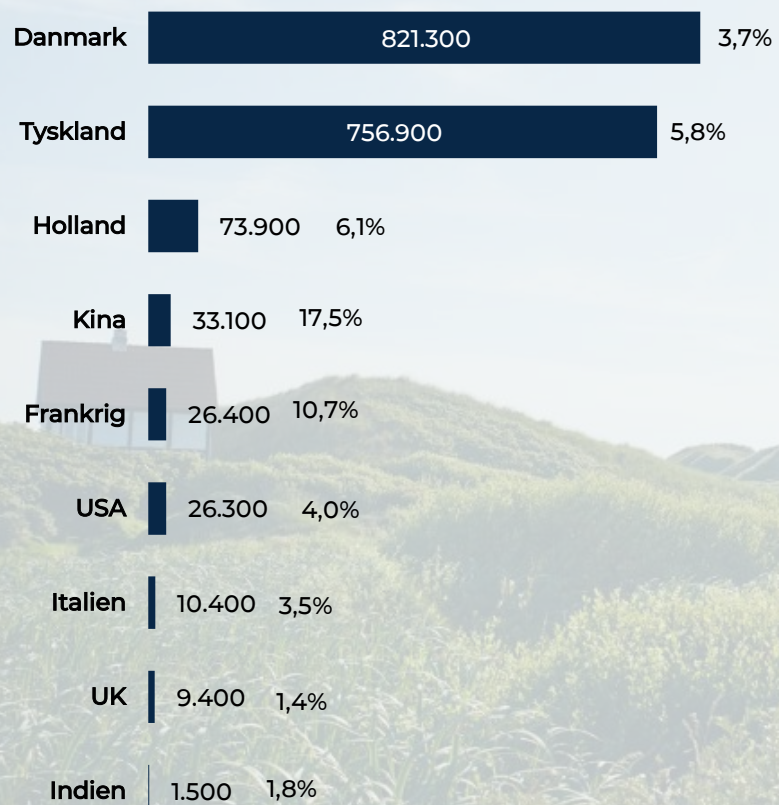 Danmark 821.300 3,7%
Tyskland 756.900 5,8%
Holland 73.900 6,1%
Kina 33.100 17,5%
Frankrig 26.400 10,7%
USA 26.300 4,0%
Italien 10.400 3,5%
UK 9.400 1,4%
Indien 1.500 1,8%